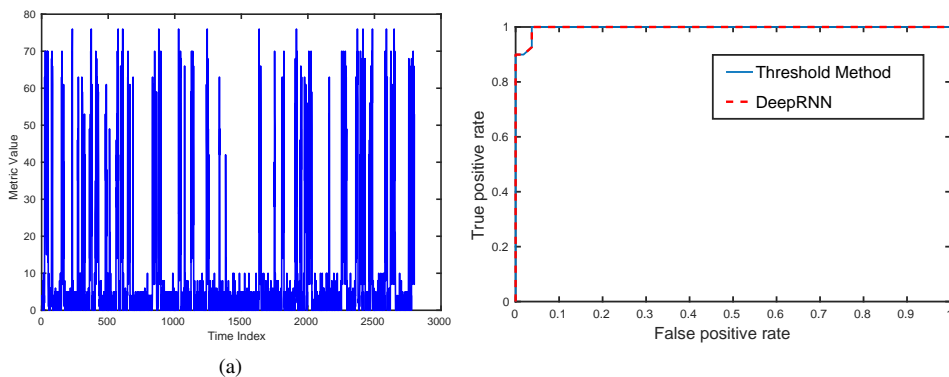 80
70
60
50
40
30
20
10
0
Metric Value
0 500 1000 1500 2000 2500 3000
Time Index
(a)
1
0.8
0.6
0.4
0.2
0
True positive rate
Threshold Method
DeepRNN
0 0.1 0.2 0.3 0.4 0.5 0.6 0.7 0.8 0.9 1
False positive rate